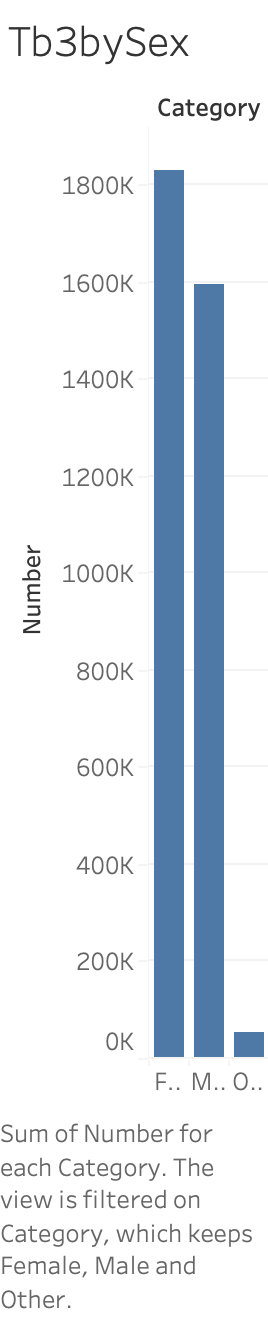 Tb3bySex
Category
1800K
1600K
1400K
1200K
1000K
800K
600K
400K
200K
0K
Number
F.. M.. O..
Sum of Number for
each Category. The
view is filtered on
Category, which keeps
Female, Male and
Other.